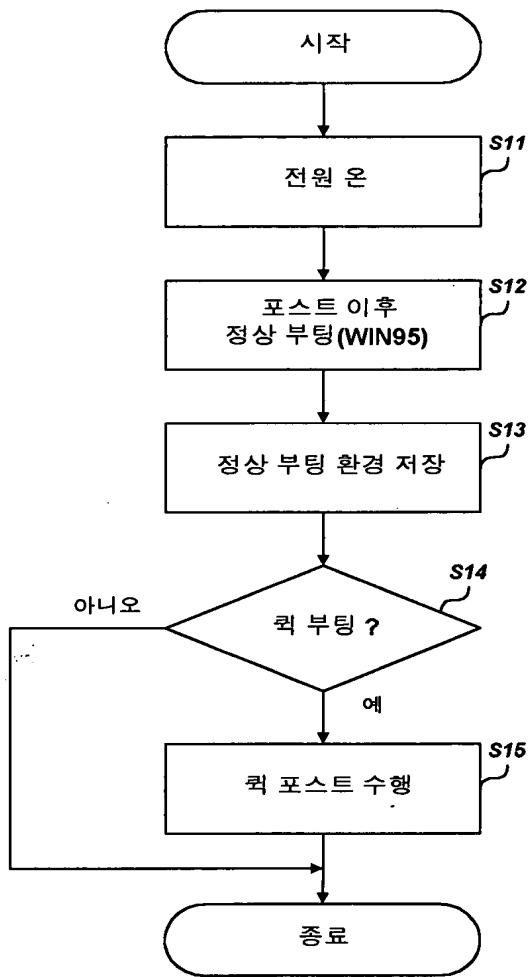 시작
S11
전원 온
S12
포스트 이후
정상 부팅(WIN95)
S13
정상 부팅 환경 저장
S14
아니오
퀵 부팅 ?
예
S15
퀵 포스트 수행
종료